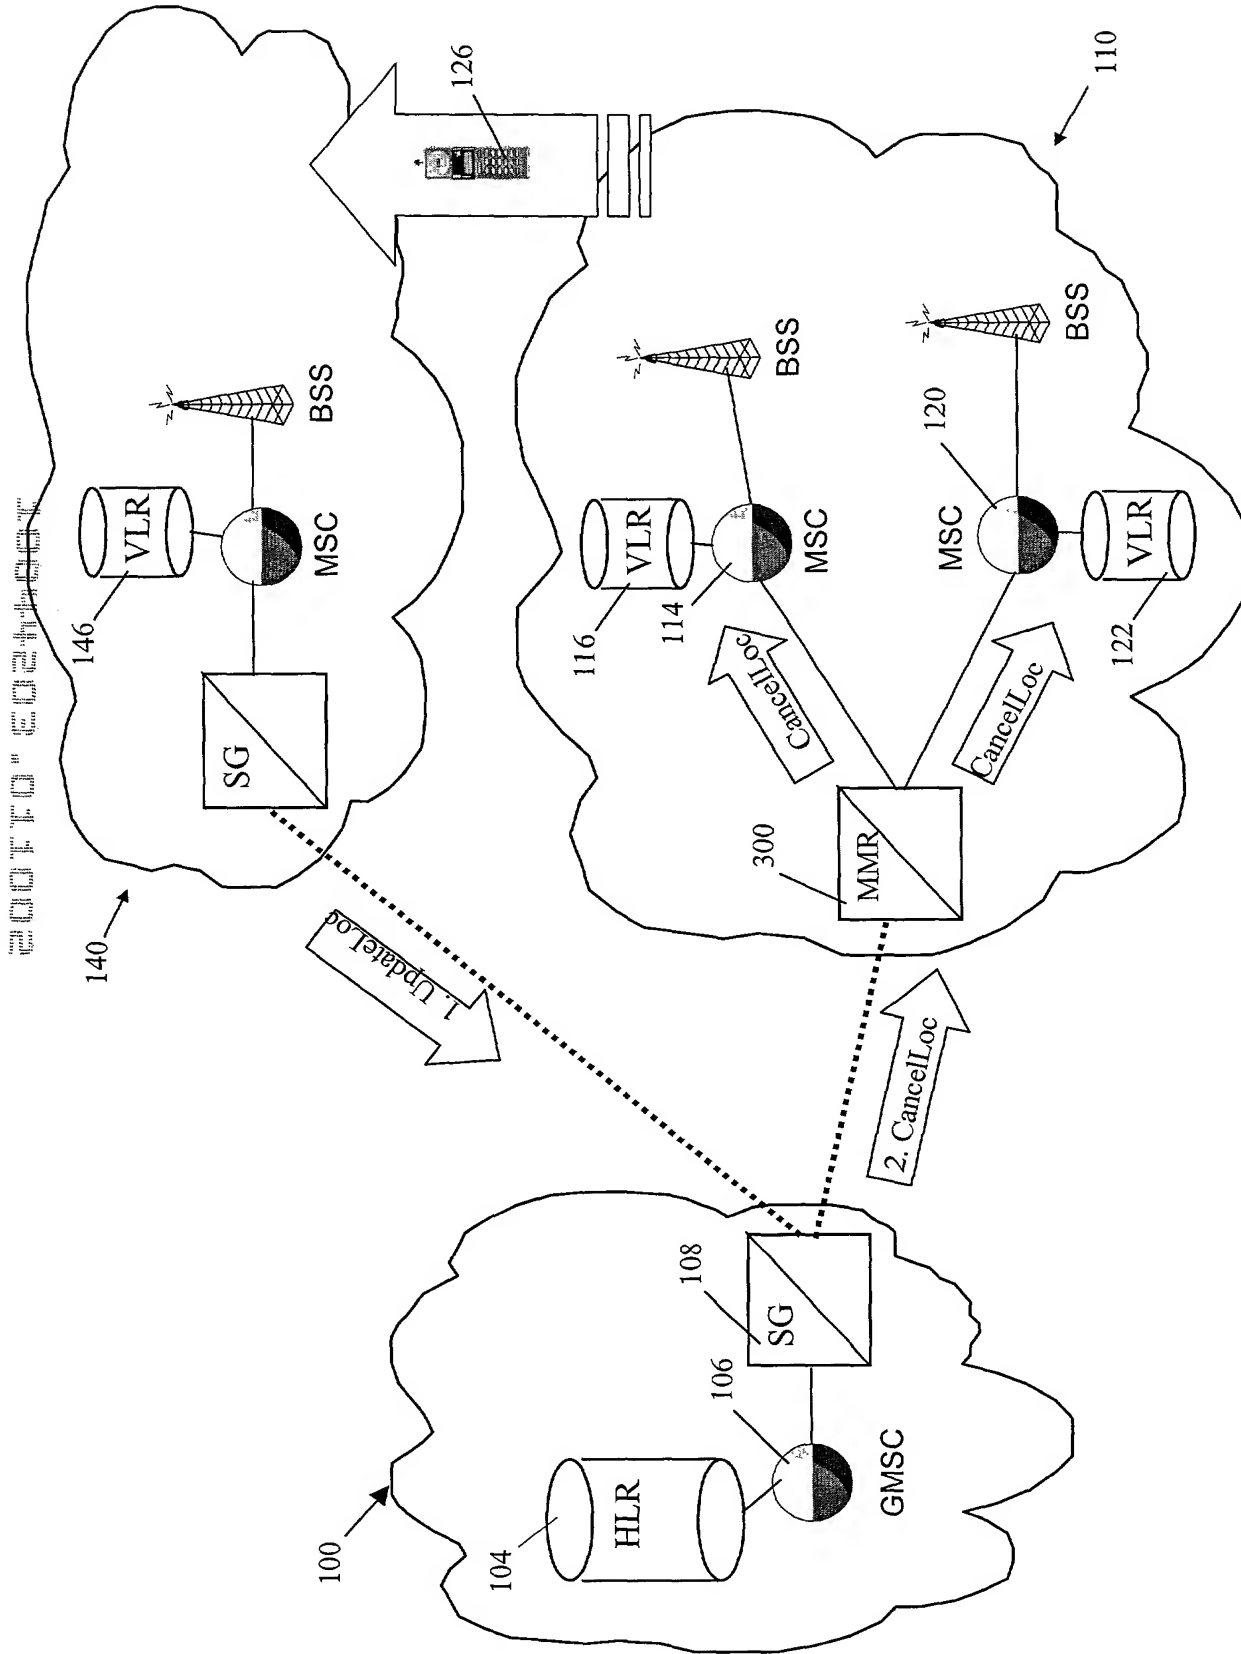 140
146
VLR
SG
MSC
BSS
126
1. UpdateLoc
110
116
VLR
114
MSC
BSS
CancelLoc
120
MSC
BSS
CancelLoc
VLR
122
300
MMR
2. CancelLoc
100
104
HLR
106
GMSC
108
SG